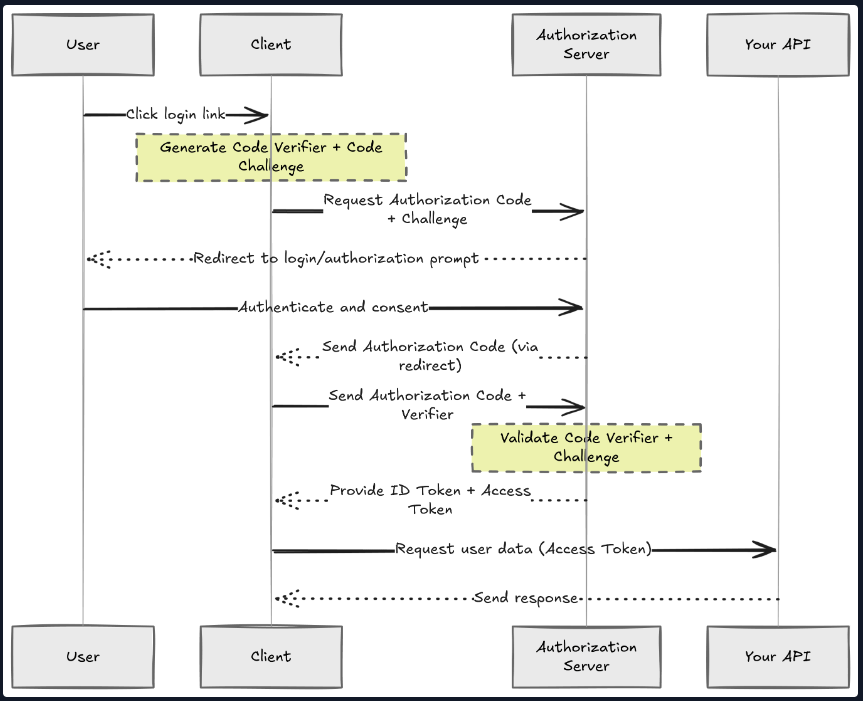 User
Client
Authorization
Server
Your API
Click login link
Generate Code Verifier + Code
Challenge
Request Authorization Code
+ Challenge
Redirect to login/authorization prompt
Authenticate and consent
Send Authorization Code (via
redirect)
Send Authorization Code +
Verifier
Validate Code Verifier +
Challenge
Provide ID Token + Access
Token
Request user data (Access Token)
Send response
User
Client
Authorization
Server
Your API